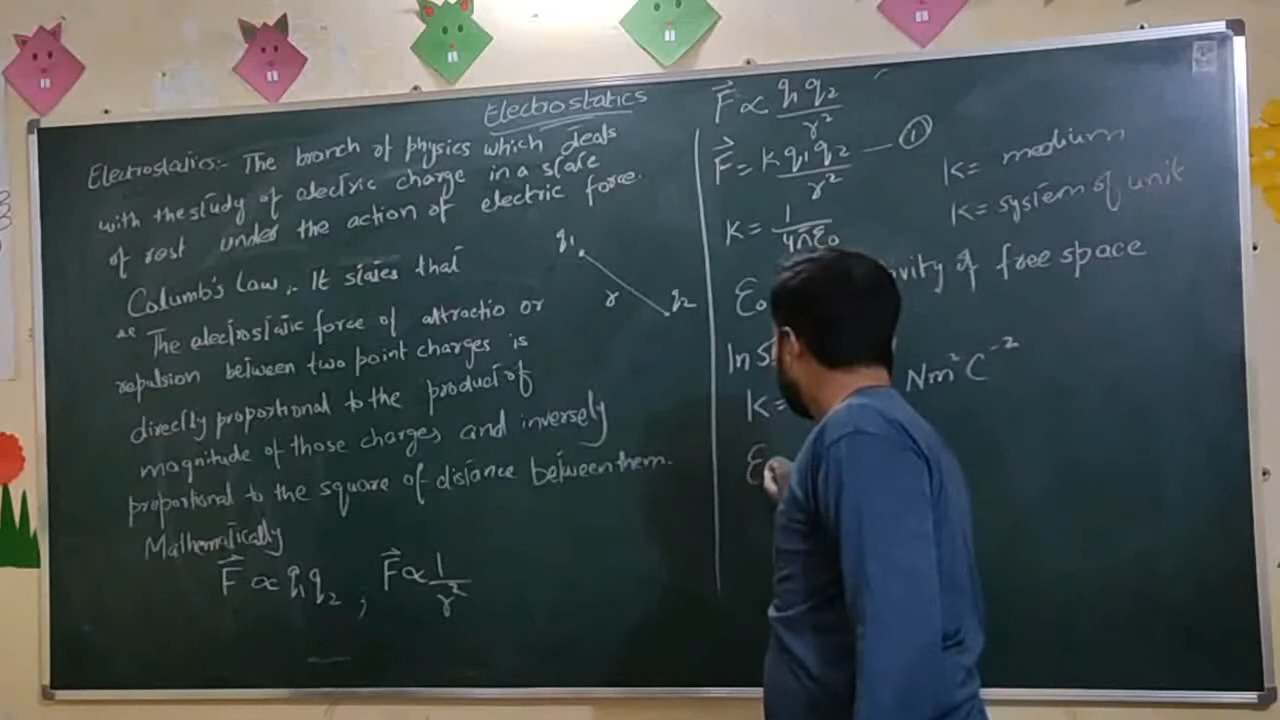 Electrostatics
Electrostatics:- The branch of physics which deals
with the study of electric charge in a state
of rest under the action of electric force.
Columb's Law:- It states that
"The electrostatic force of attractio or
repulsion between two point charges is
directly proportional to the product of
magnitude of those charges and inversely
proportional to the square of distance between them.
Mathematically
F⃗ ∝ q₁q₂ , F⃗ ∝ 1/r²
q₁
r
q₂
F⃗ ∝ q₁q₂/r²
F⃗ = Kq₁q₂/r² — ①
K = 1/4πε₀
K = medium
K = system of unit
ε₀ of free space
In
K = Nm²C⁻²
ε